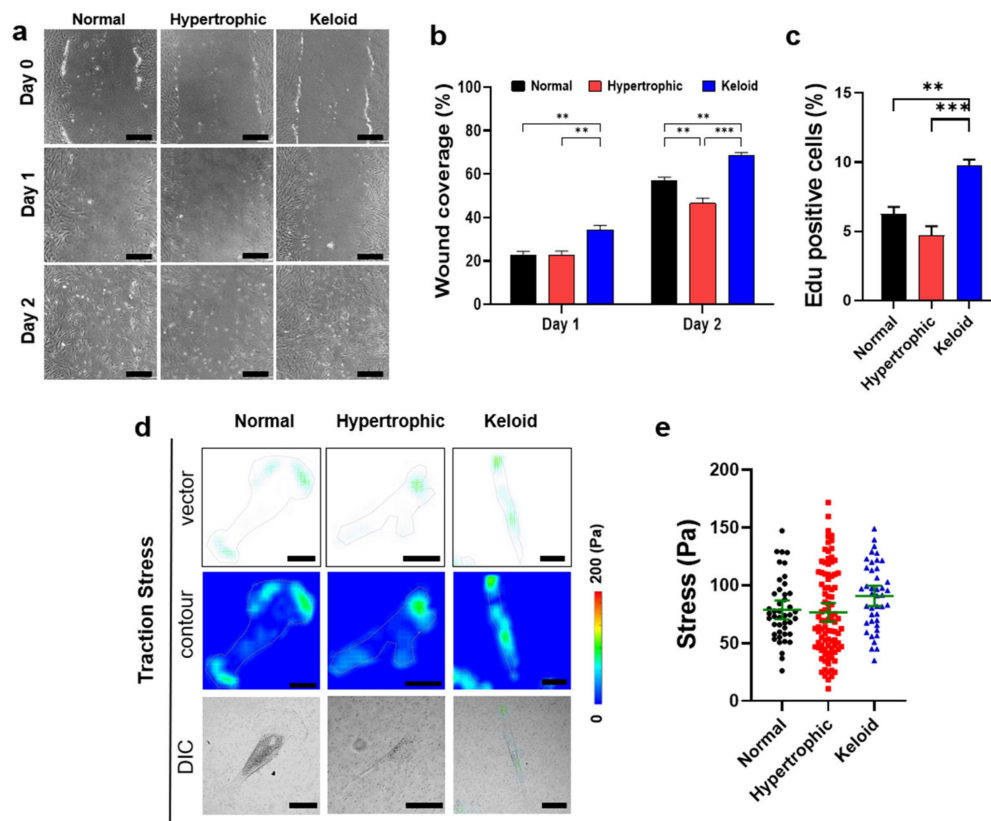 a
Normal Hypertrophic Keloid
Day 0
Day 1
Day 2
b
Wound coverage (%)
100
80
60
40
20
0
Normal Hypertrophic Keloid
** ** ** ** ***
Day 1 Day 2
c
Edu positive cells (%)
15
10
5
0
**
***
Normal Hypertrophic Keloid
d
Normal Hypertrophic Keloid
Traction Stress
vector
contour
DIC
200 (Pa)
0
e
Stress (Pa)
200
150
100
50
0
Normal Hypertrophic Keloid